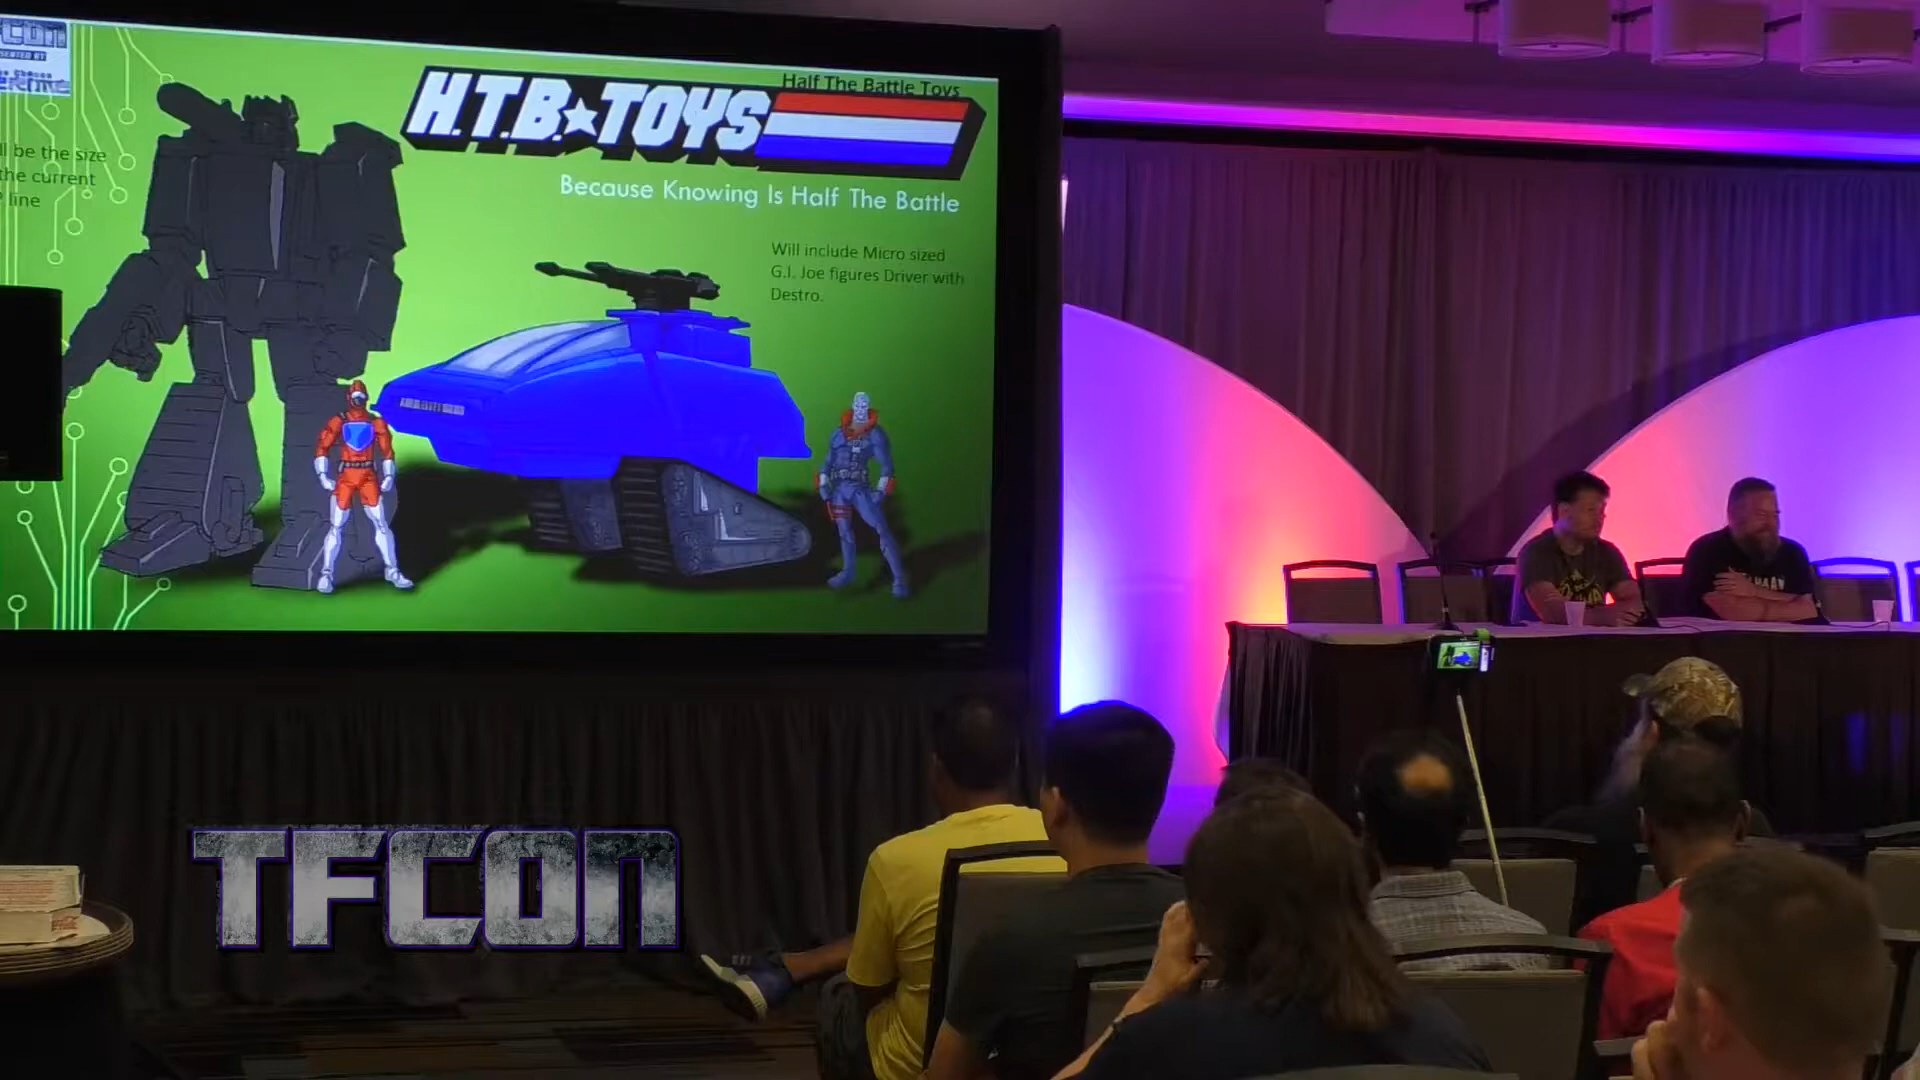 Half The Battle Toys
H.T.B.★TOYS
Because Knowing Is Half The Battle
be the size
the current
line
Will include Micro sized
G.I. Joe figures Driver with
Destro.
TFCON